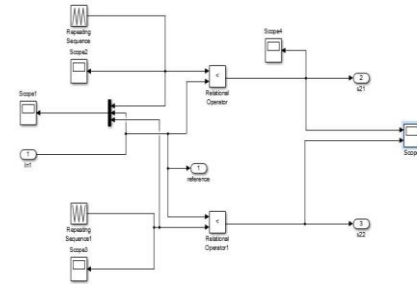 Repeating
Sequence
Scope2
Scope4
<
Relational
Operator
2
s21
Scope1
1
In1
1
reference
Scope
Repeating
Sequence1
<
Relational
Operator1
3
s22
Scope3